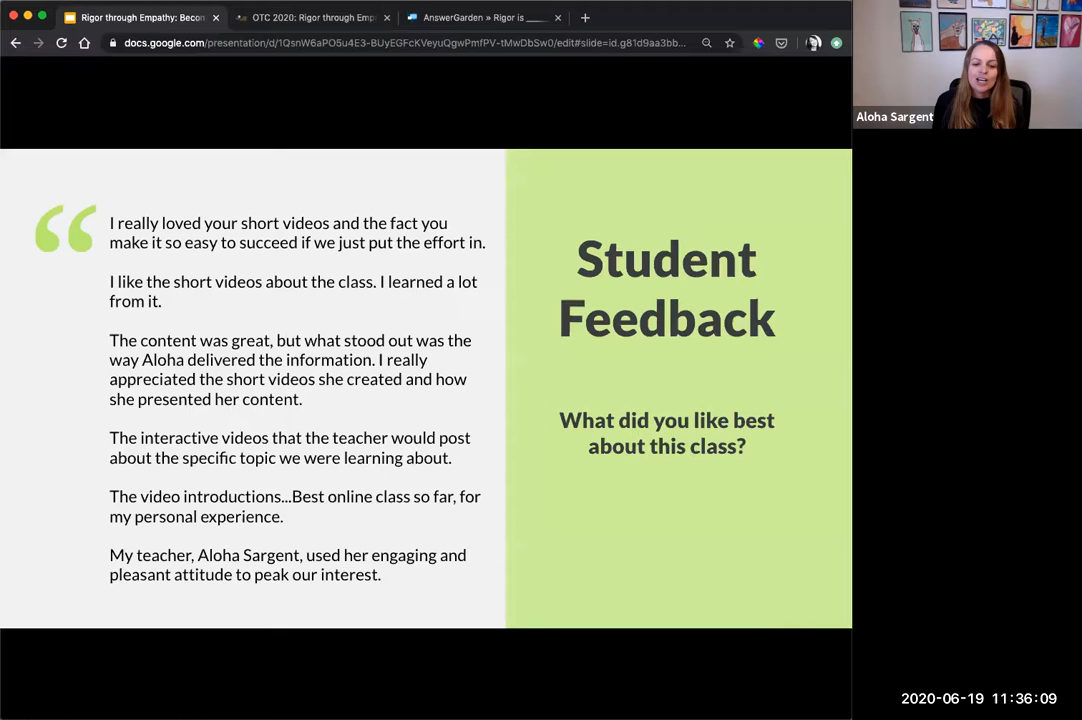 Rigor through Empathy: Becon
OTC 2020: Rigor through Emp
AnswerGarden » Rigor is ____
docs.google.com/presentation/d/1QsnW6aPO5u4E3-BUyEGFcKVeyuQgwPmfPV-tMwDbSw0/edit#slide=id.g81d9aa3bb...
Aloha Sargent
“
I really loved your short videos and the fact you
make it so easy to succeed if we just put the effort in.
I like the short videos about the class. I learned a lot
from it.
The content was great, but what stood out was the
way Aloha delivered the information. I really
appreciated the short videos she created and how
she presented her content.
The interactive videos that the teacher would post
about the specific topic we were learning about.
The video introductions...Best online class so far, for
my personal experience.
My teacher, Aloha Sargent, used her engaging and
pleasant attitude to peak our interest.
Student
Feedback
What did you like best
about this class?
2020-06-19 11:36:09